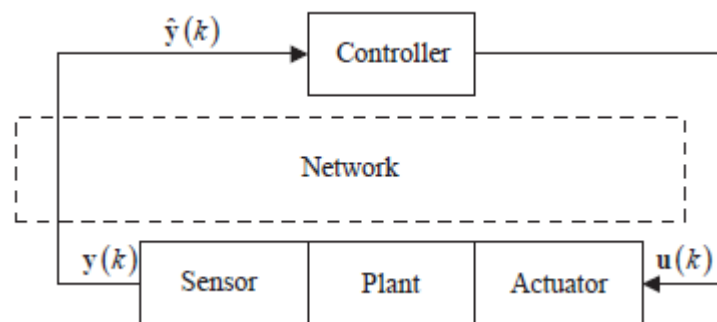 ŷ(k)
Controller
Network
y(k)
Sensor
Plant
Actuator
u(k)